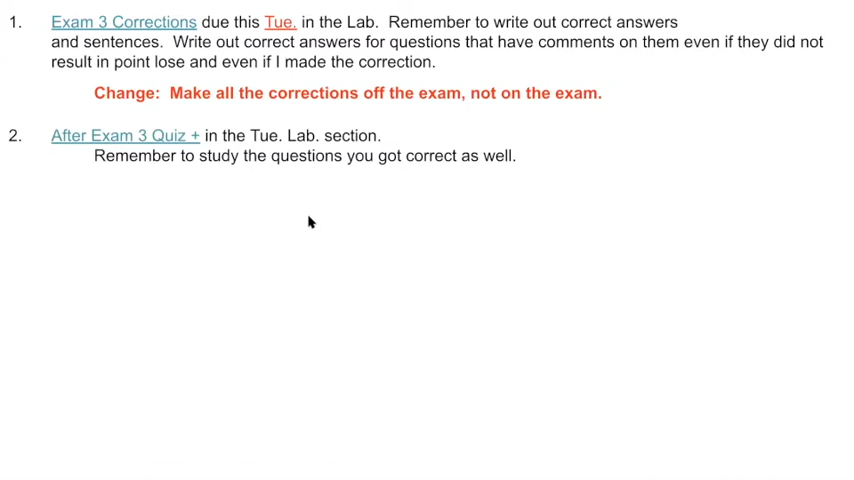 1. Exam 3 Corrections due this Tue. in the Lab. Remember to write out correct answers
and sentences. Write out correct answers for questions that have comments on them even if they did not
result in point lose and even if I made the correction.
Change: Make all the corrections off the exam, not on the exam.
2. After Exam 3 Quiz + in the Tue. Lab. section.
Remember to study the questions you got correct as well.